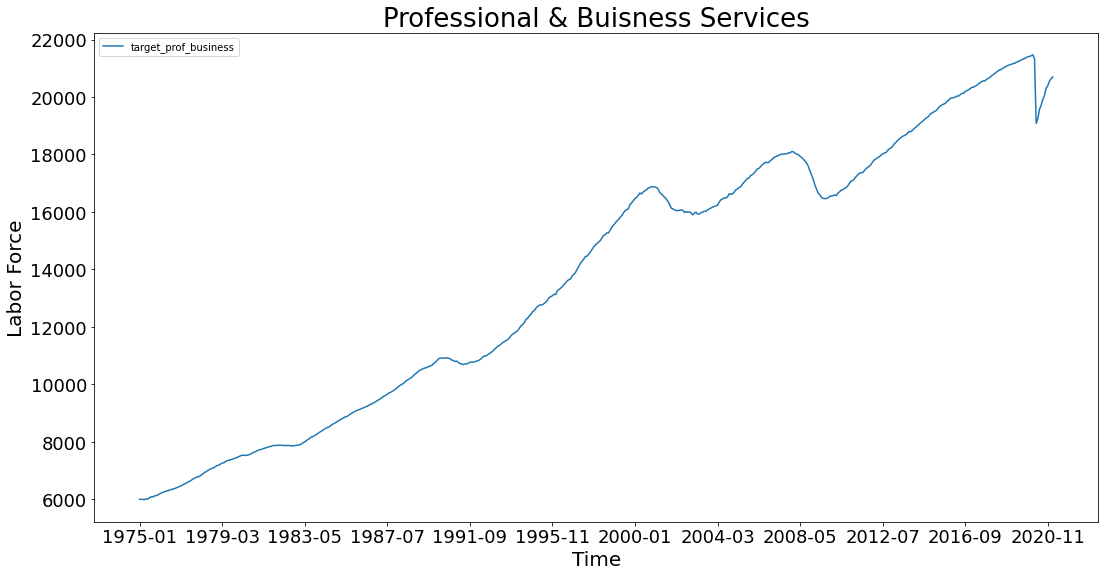 Professional & Buisness Services
target_prof_business
Labor Force
22000
20000
18000
16000
14000
12000
10000
8000
6000
1975-01 1979-03 1983-05 1987-07 1991-09 1995-11 2000-01 2004-03 2008-05 2012-07 2016-09 2020-11
Time